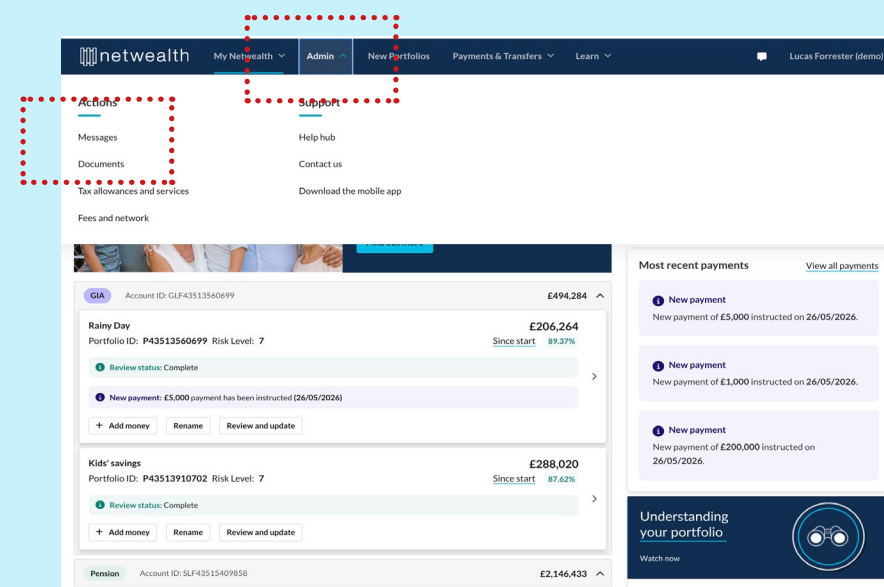 netwealth
My Netwealth
Admin
New Portfolios
Payments & Transfers
Learn
Lucas Forrester (demo)
Actions
Support
Messages
Help hub
Documents
Contact us
Tax allowances and services
Download the mobile app
Fees and network
Find out more
Most recent payments
View all payments
GIA
Account ID: GLF43513560699
£494,284
New payment
New payment of £5,000 instructed on 26/05/2026.
Rainy Day
£206,264
Portfolio ID: P43513560699 Risk Level: 7
Since start 89.37%
Review status: Complete
New payment
New payment of £1,000 instructed on 26/05/2026.
New payment: £5,000 payment has been instructed (26/05/2026)
+ Add money
Rename
Review and update
New payment
New payment of £200,000 instructed on
26/05/2026.
Kids' savings
£288,020
Portfolio ID: P43513910702 Risk Level: 7
Since start 87.62%
Review status: Complete
+ Add money
Rename
Review and update
Understanding
your portfolio
Watch now
Pension
Account ID: SLF43515409858
£2,146,433